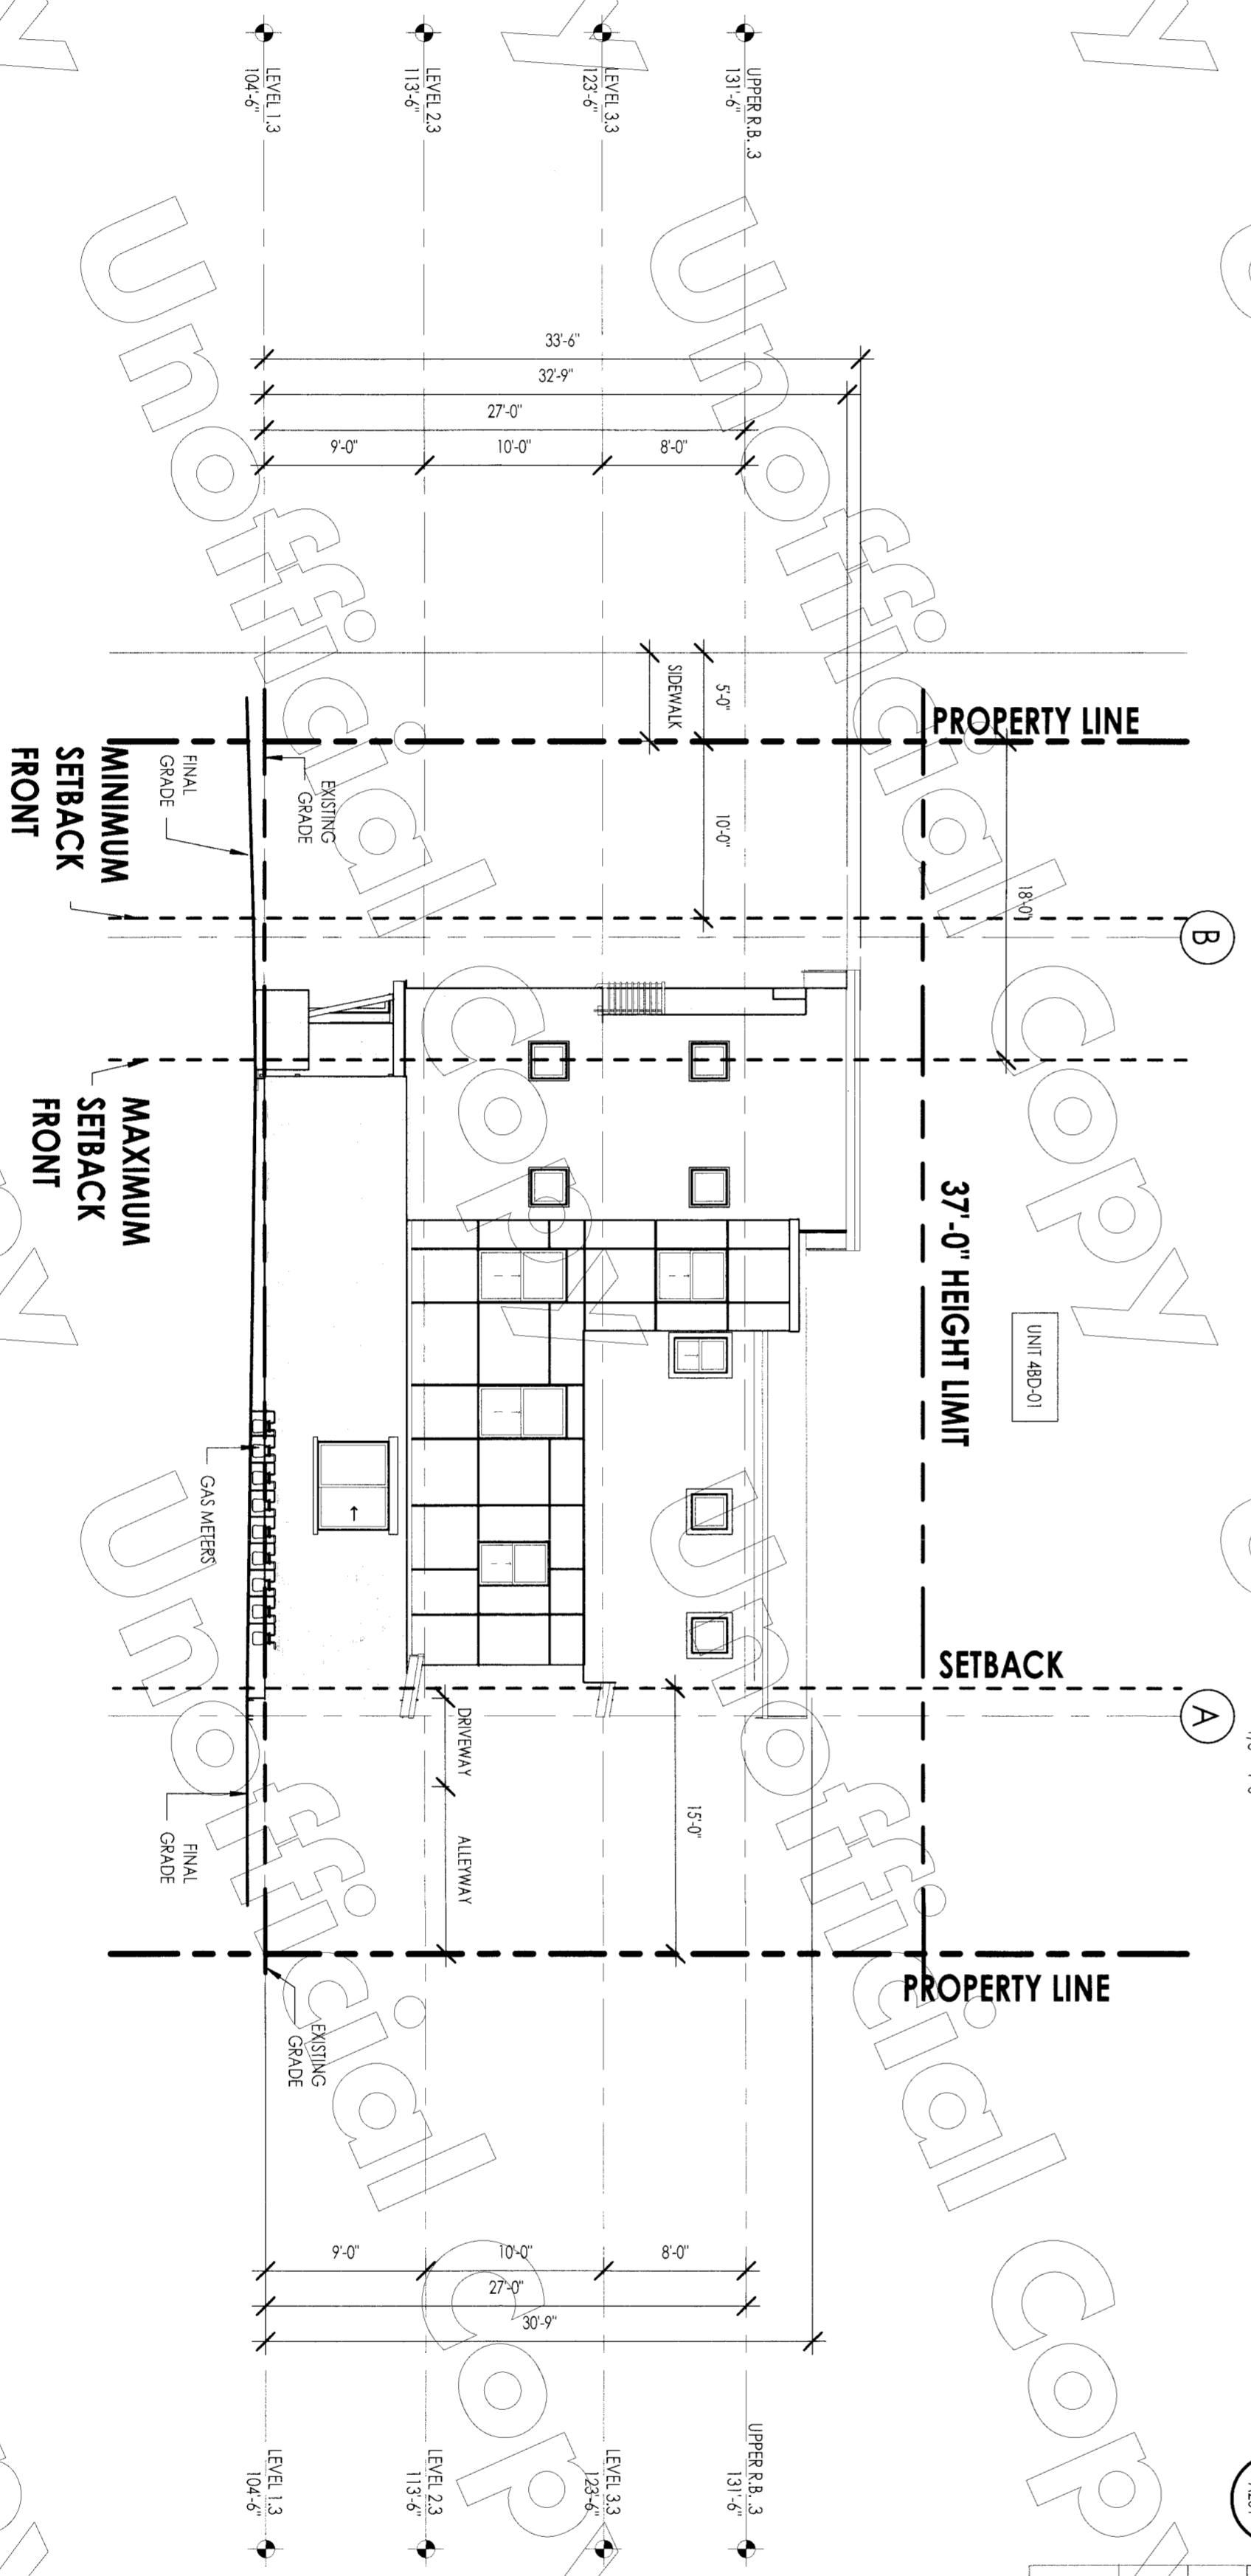 UPPER R.B. .3
131'-6"
LEVEL 3.3
123'-6"
LEVEL 2.3
113'-6"
LEVEL 1.3
104'-6"
33'-6"
32'-9"
27'-0"
9'-0"
10'-0"
8'-0"
PROPERTY LINE
5'-0"
SIDEWALK
10'-0"
18'-0"
B
EXISTING
GRADE
FINAL
GRADE
MINIMUM
SETBACK
FRONT
MAXIMUM
SETBACK
FRONT
37'-0" HEIGHT LIMIT
UNIT 4BD-01
GAS METERS
SETBACK
A
DRIVEWAY
ALLEYWAY
15'-0"
FINAL
GRADE
PROPERTY LINE
EXISTING
GRADE
9'-0"
10'-0"
8'-0"
27'-0"
30'-9"
UPPER R.B. .3
131'-6"
LEVEL 3.3
123'-6"
LEVEL 2.3
113'-6"
LEVEL 1.3
104'-6"
Unofficial Copy
Unofficial Copy